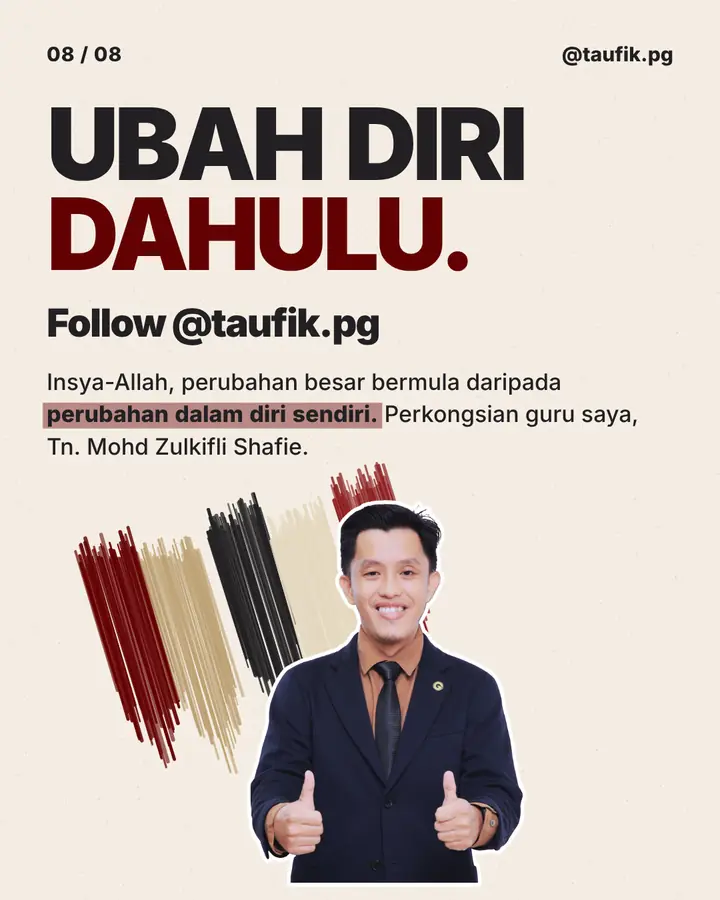 08 / 08
@taufik.pg
UBAH DIRI
DAHULU.
Follow @taufik.pg
Insya-Allah, perubahan besar bermula daripada
perubahan dalam diri sendiri. Perkongsian guru saya,
Tn. Mohd Zulkifli Shafie.